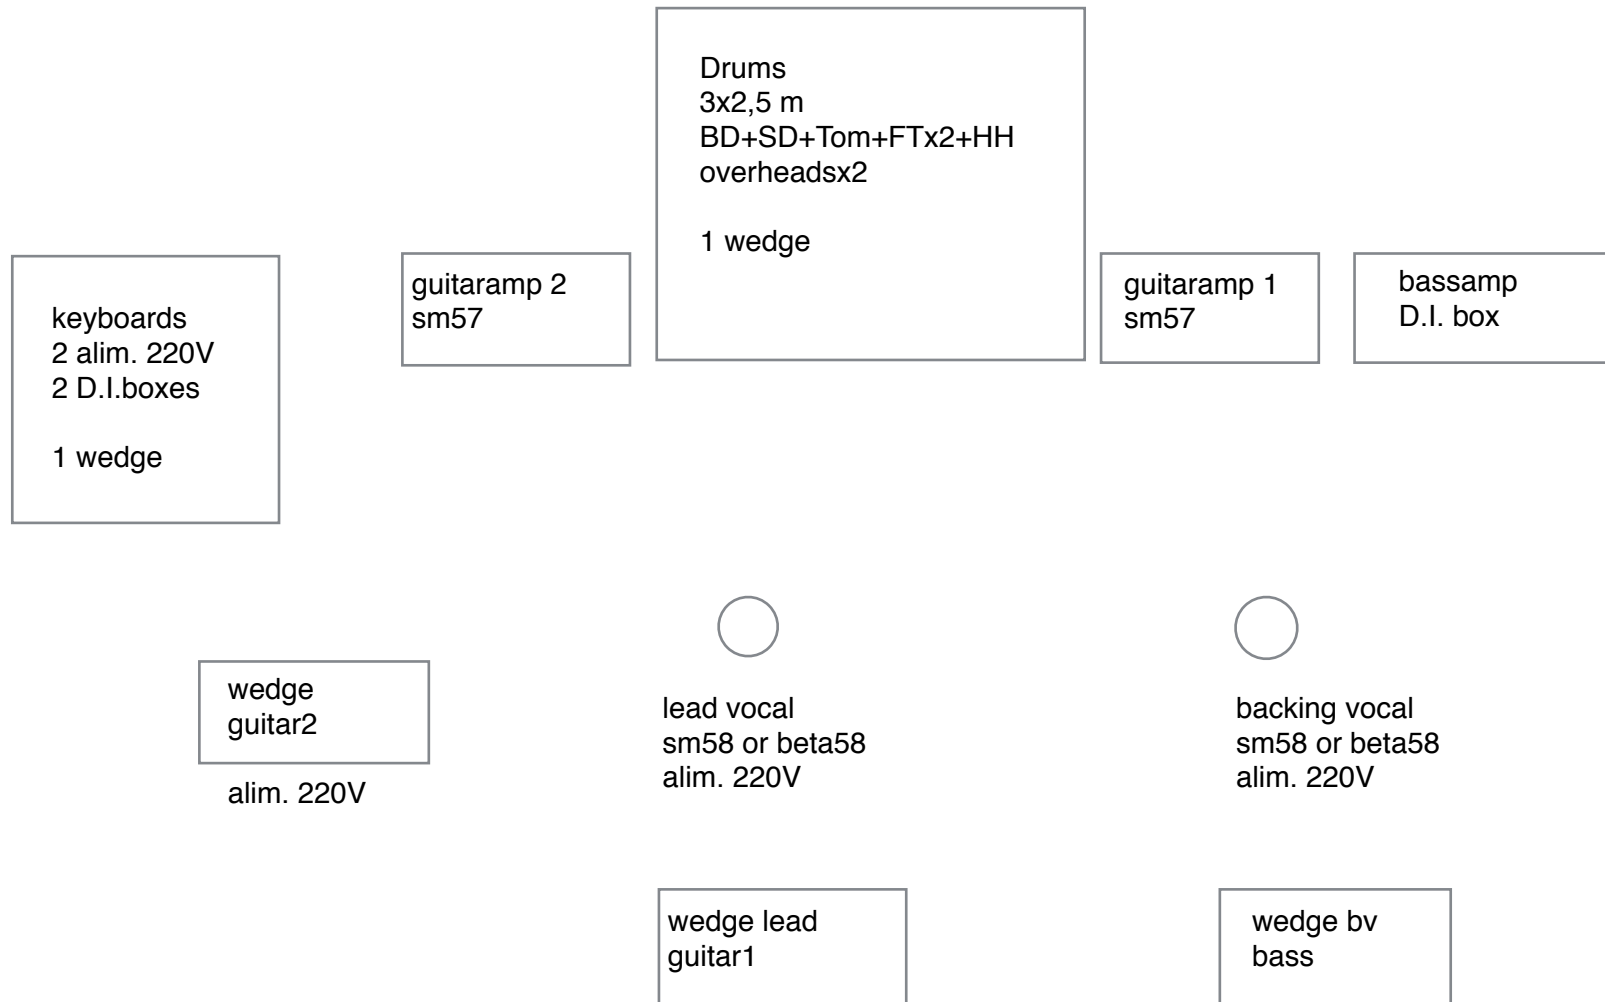 Drums
3x2,5 m
BD+SD+Tom+FTx2+HH
overheadsx2
1 wedge
keyboards
2 alim. 220V
2 D.I.boxes
1 wedge
guitaramp 2
sm57
guitaramp 1
sm57
bassamp
D.I. box
wedge
guitar2
alim. 220V
lead vocal
sm58 or beta58
alim. 220V
backing vocal
sm58 or beta58
alim. 220V
wedge lead
guitar1
wedge bv
bass